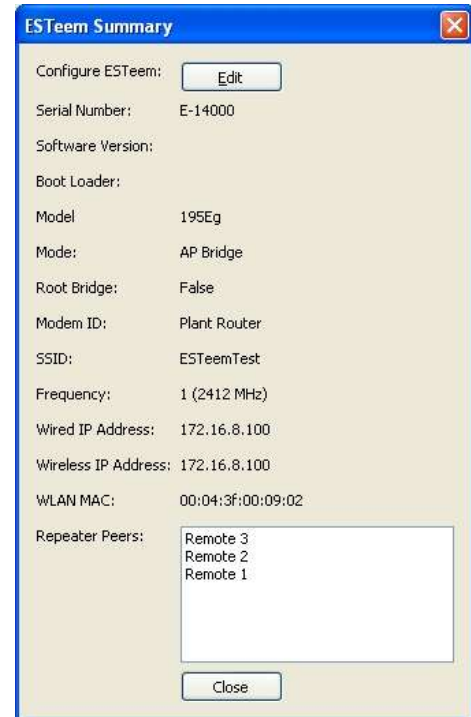 ESTeem Summary
Configure ESTeem: Edit
Serial Number: E-14000
Software Version:
Boot Loader:
Model 195Eg
Mode: AP Bridge
Root Bridge: False
Modem ID: Plant Router
SSID: ESTeemTest
Frequency: 1 (2412 MHz)
Wired IP Address: 172.16.8.100
Wireless IP Address: 172.16.8.100
WLAN MAC: 00:04:3f:00:09:02
Repeater Peers: Remote 3
Remote 2
Remote 1
Close